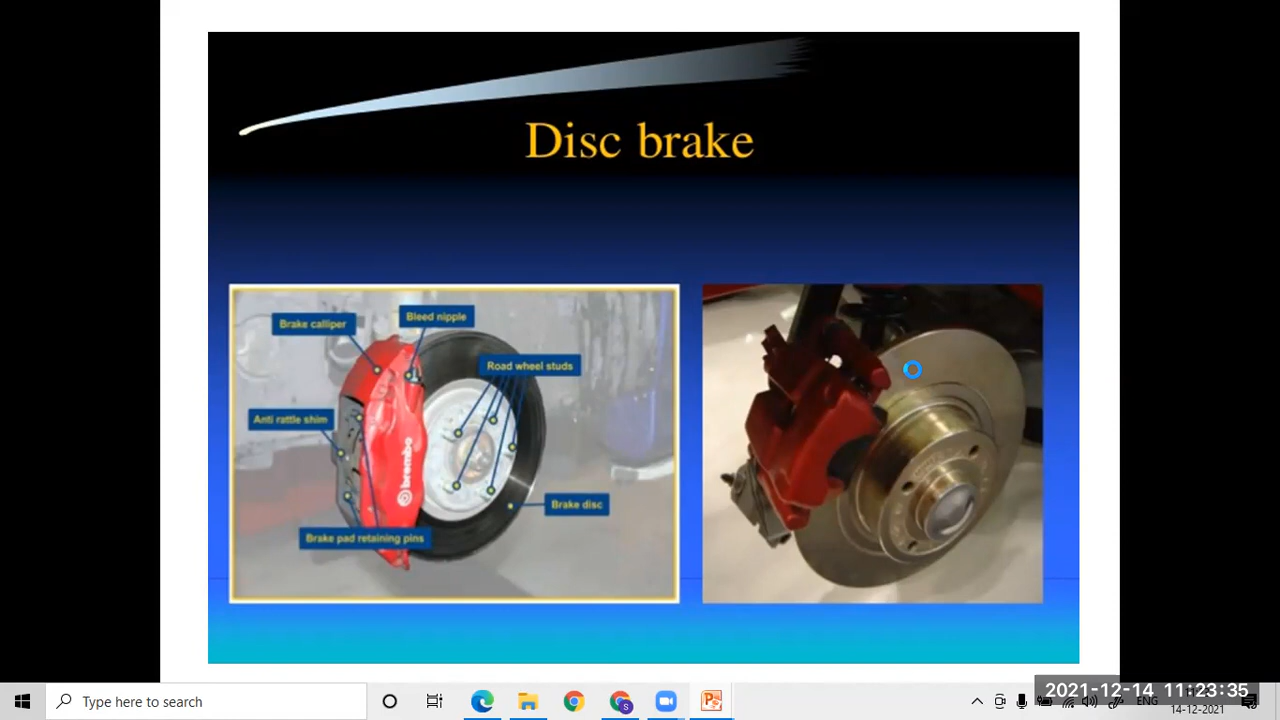 Disc brake
Brake calliper
Bleed nipple
Road wheel studs
Anti rattle shim
brembo
Brake disc
Brake pad retaining pins
Type here to search
ENG
2021-12-14 11:23:35
14-12-2021